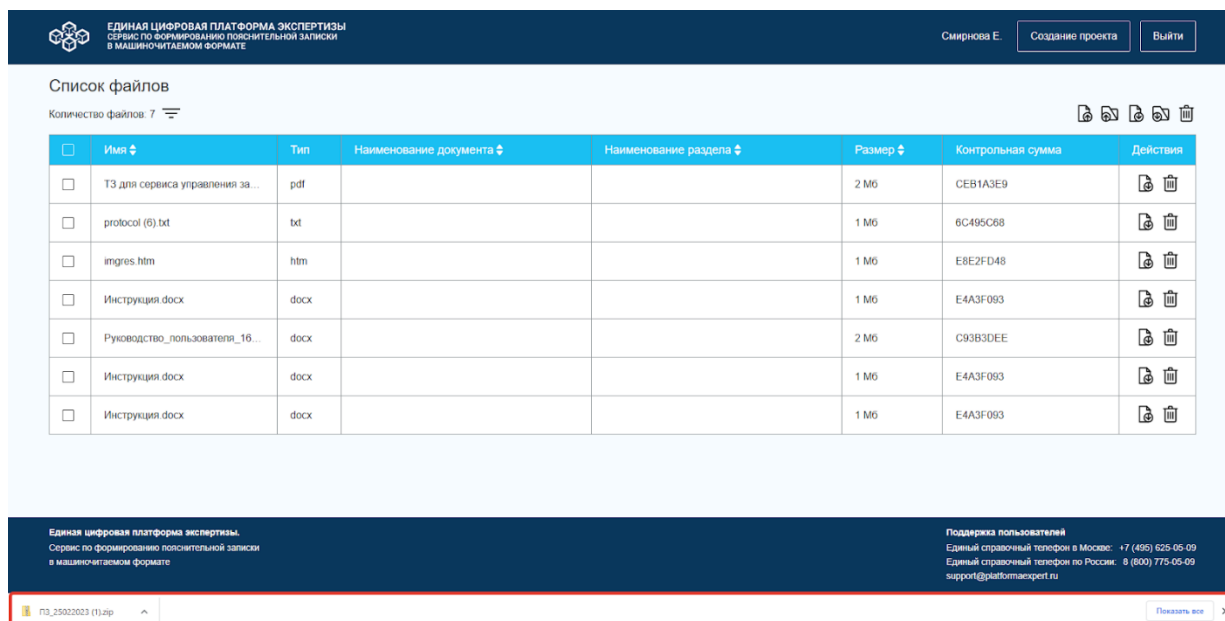 ЕДИНАЯ ЦИФРОВАЯ ПЛАТФОРМА ЭКСПЕРТИЗЫ
СЕРВИС ПО ФОРМИРОВАНИЮ ПОЯСНИТЕЛЬНОЙ ЗАПИСКИ
В МАШИНОЧИТАЕМОМ ФОРМАТЕ
Смирнова Е. Создание проекта Выйти
Список файлов
Количество файлов: 7
Имя Тип Наименование документа Наименование раздела Размер Контрольная сумма Действия
ТЗ для сервиса управления за... pdf 2 Мб CEB1A3E9
protocol (6).txt txt 1 Мб 6C495C68
imgres.htm htm 1 Мб E8E2FD48
Инструкция.docx docx 1 Мб E4A3F093
Руководство_пользователя_16... docx 2 Мб C93B3DEE
Инструкция.docx docx 1 Мб E4A3F093
Инструкция.docx docx 1 Мб E4A3F093
Единая цифровая платформа экспертизы.
Сервис по формированию пояснительной записки
в машиночитаемом формате
Поддержка пользователей
Единый справочный телефон в Москве: +7 (495) 625-05-09
Единый справочный телефон по России: 8 (800) 775-05-09
support@platformaexpert.ru
ПЗ_25022023 (1).zip Показать все